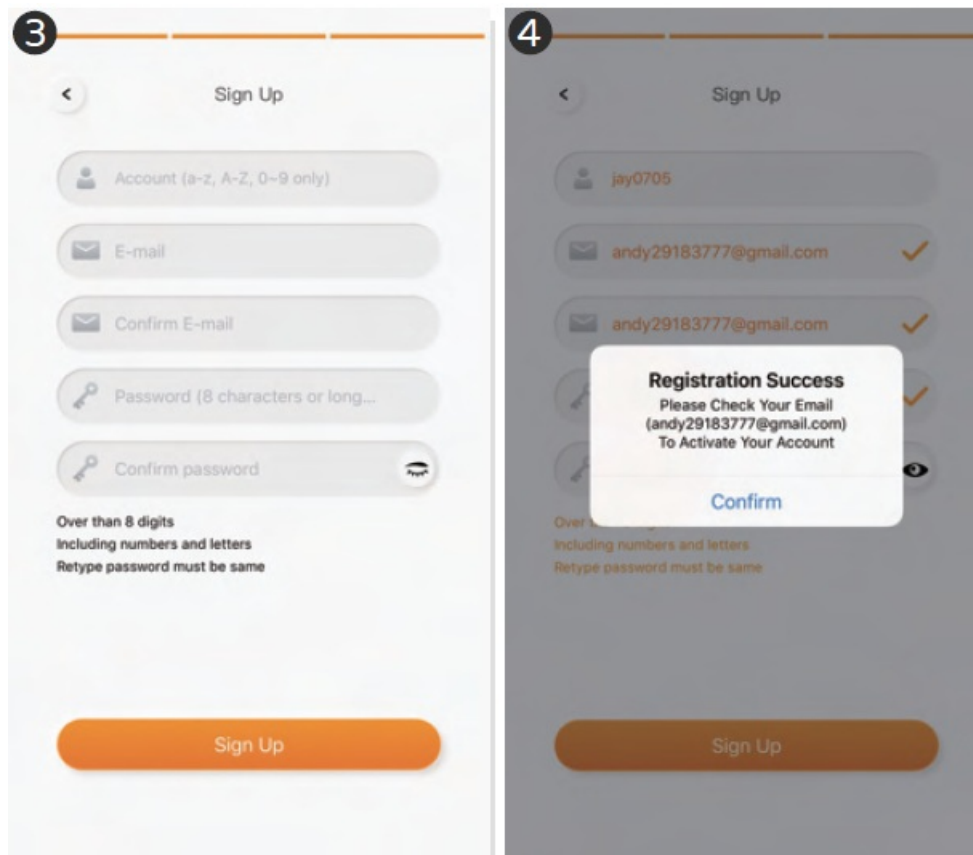 3
Sign Up
Account (a-z, A-Z, 0~9 only)
E-mail
Confirm E-mail
Password (8 characters or long...
Confirm password
Over than 8 digits
Including numbers and letters
Retype password must be same
Sign Up
4
Sign Up
jay0705
andy29183777@gmail.com
andy29183777@gmail.com
Registration Success
Please Check Your Email
(andy29183777@gmail.com)
To Activate Your Account
Confirm
Over
Including numbers and letters
Retype password must be same
Sign Up